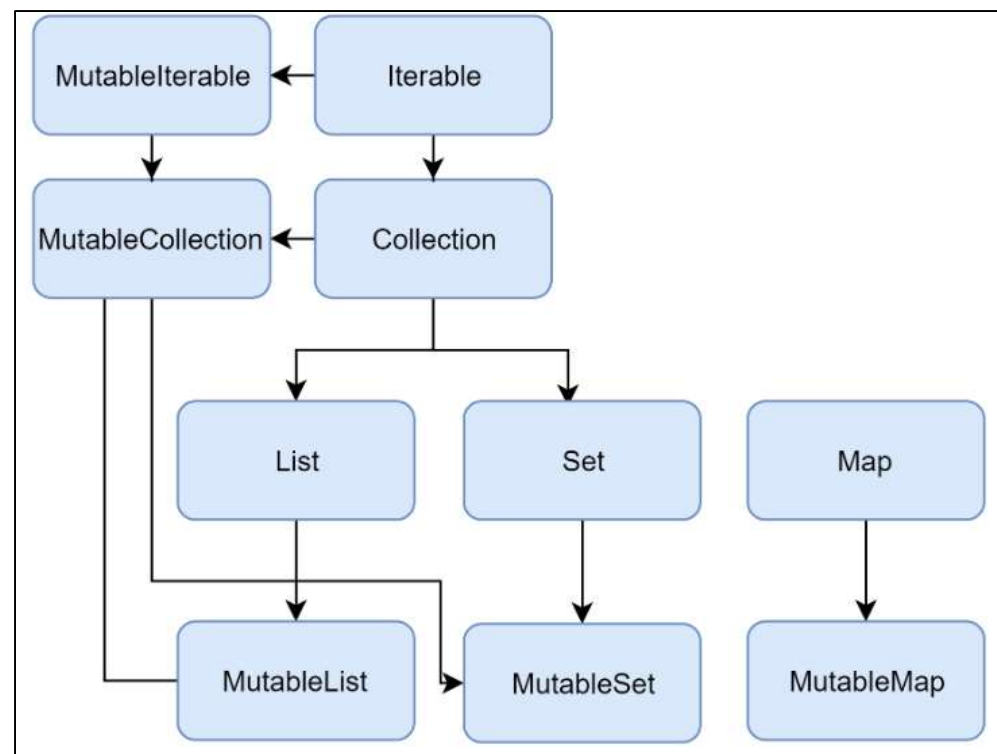 MutableIterable
Iterable
MutableCollection
Collection
List
Set
Map
MutableList
MutableSet
MutableMap